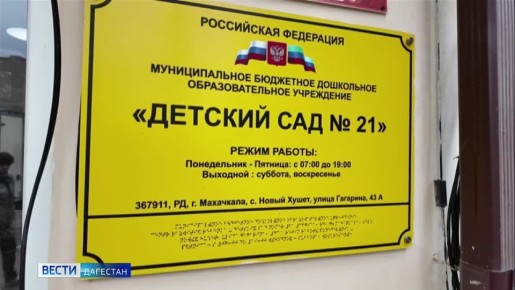 РОССИЙСКАЯ ФЕДЕРАЦИЯ
МУНИЦИПАЛЬНОЕ БЮДЖЕТНОЕ ДОШКОЛЬНОЕ
ОБРАЗОВАТЕЛЬНОЕ УЧРЕЖДЕНИЕ
«ДЕТСКИЙ САД № 21»
РЕЖИМ РАБОТЫ:
Понедельник - Пятница: с 07:00 до 19:00
Выходной : суббота, воскресенье
367911, РД, г. Махачкала, с. Новый Хушет, улица Гагарина, 43 А
ВЕСТИ ДАГЕСТАН